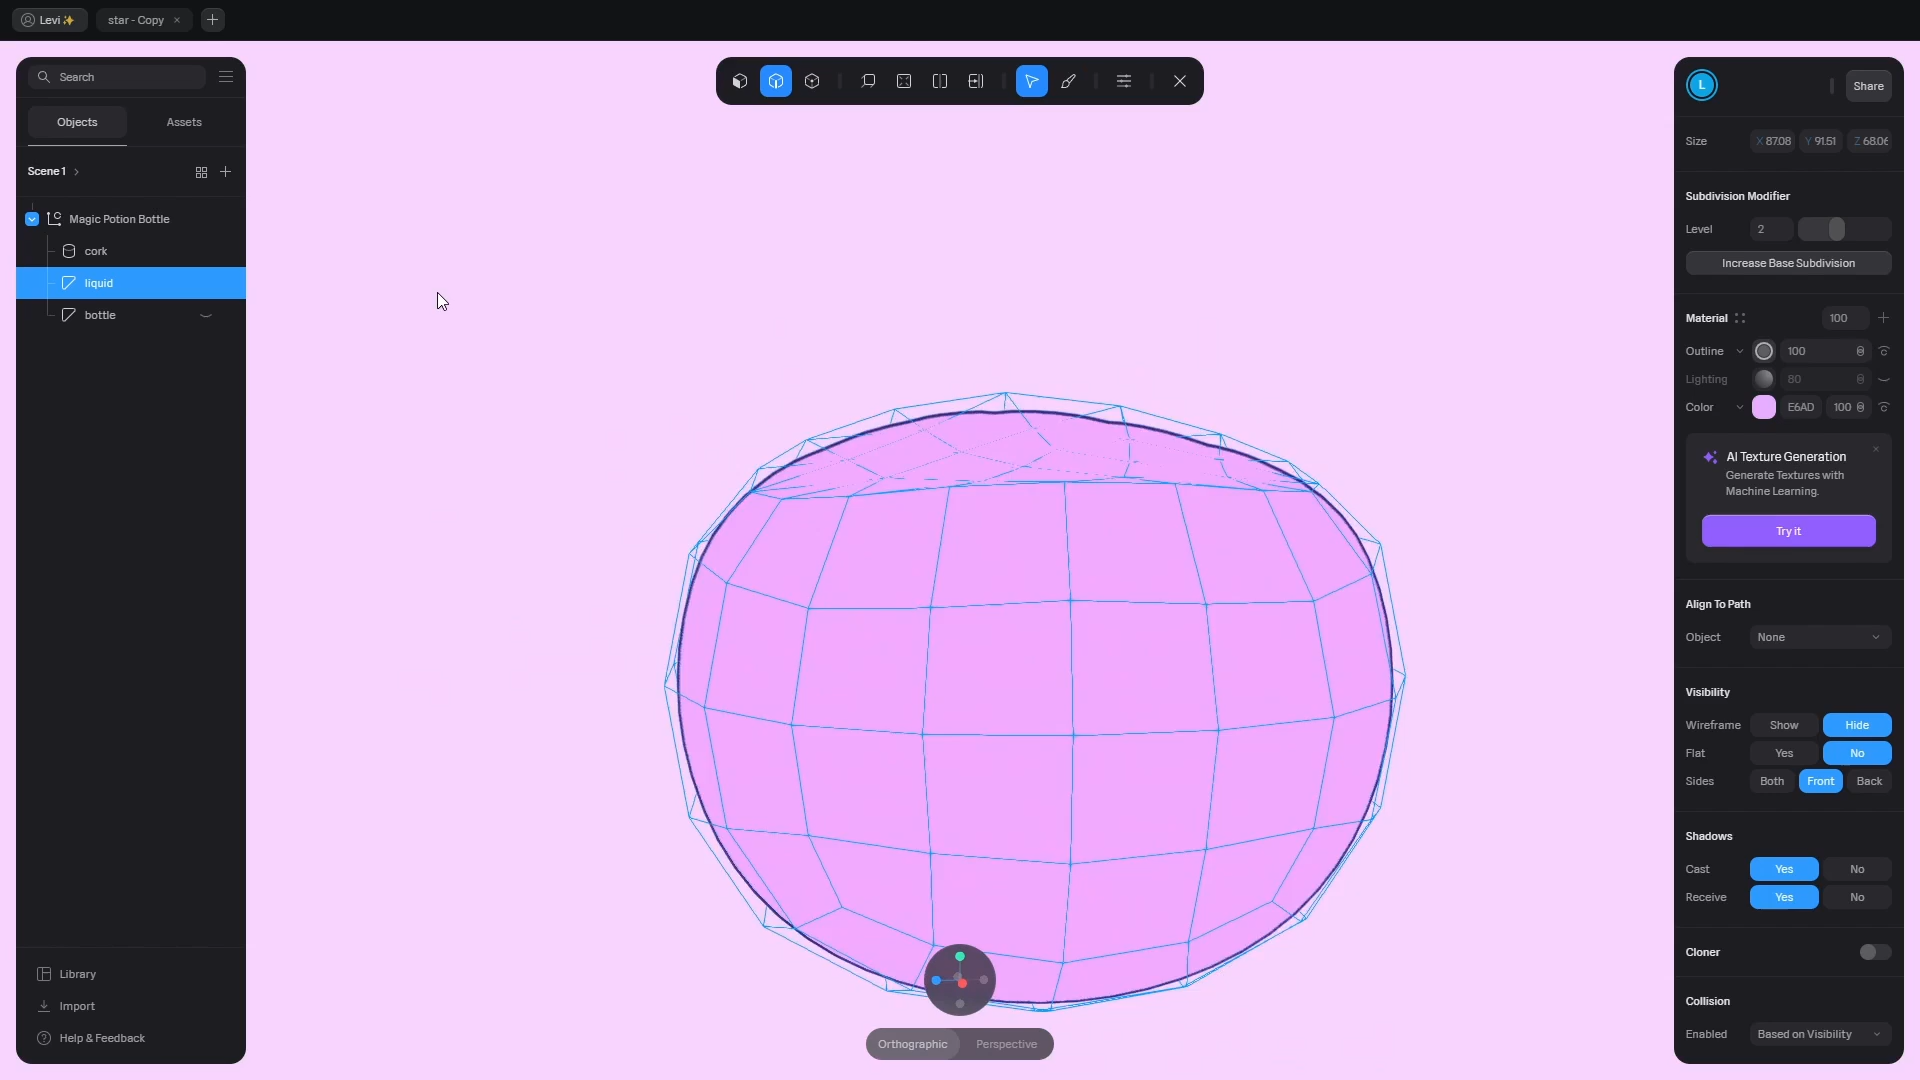 Levi✨
star - Copy
Search
Objects
Assets
Scene 1
Magic Potion Bottle
cork
liquid
bottle
Library
Import
Help & Feedback
Orthographic
Perspective
L
Share
Size
X 87.08
Y 91.51
Z 68.06
Subdivision Modifier
Level
2
Increase Base Subdivision
Material
100
Outline
100
Lighting
80
Color
E6AD
100
AI Texture Generation
Generate Textures with
Machine Learning.
Try it
Align To Path
Object
None
Visibility
Wireframe
Show
Hide
Flat
Yes
No
Sides
Both
Front
Back
Shadows
Cast
Yes
No
Receive
Yes
No
Cloner
Collision
Enabled
Based on Visibility